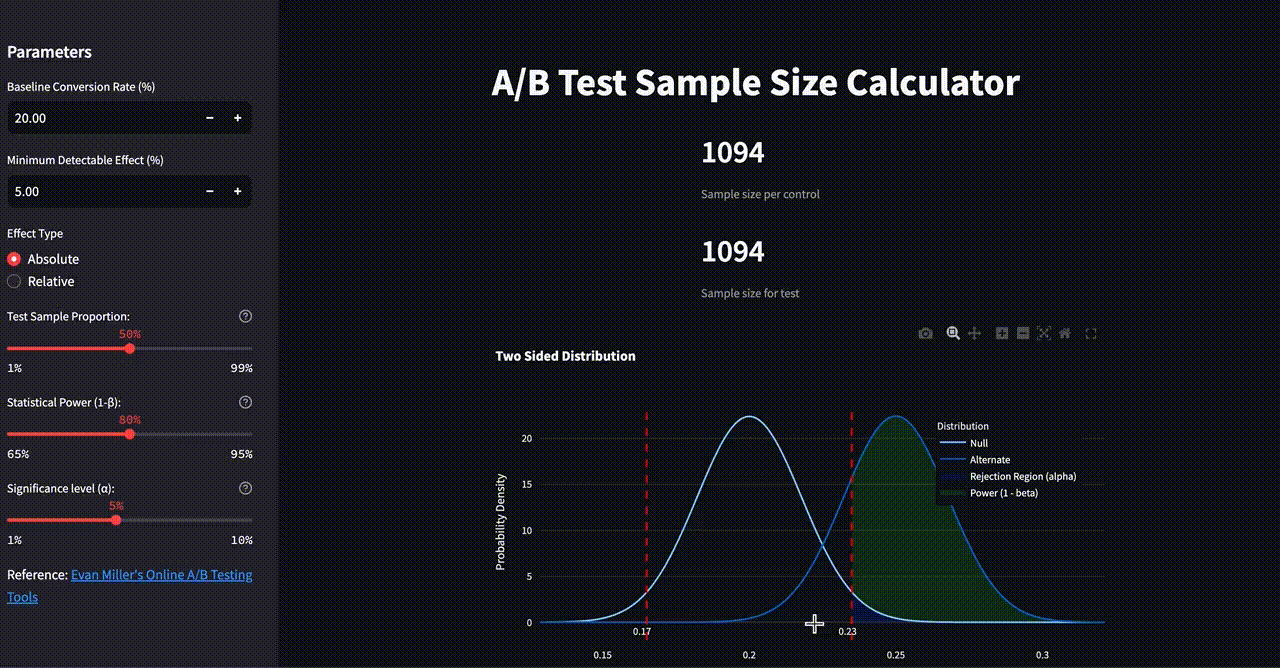 Parameters
Baseline Conversion Rate (%)
20.00
Minimum Detectable Effect (%)
5.00
Effect Type
Absolute
Relative
Test Sample Proportion:
50%
1% 99%
Statistical Power (1-β):
80%
65% 95%
Significance level (α):
5%
1% 10%
Reference: Evan Miller's Online A/B Testing
Tools
A/B Test Sample Size Calculator
1094
Sample size per control
1094
Sample size for test
Two Sided Distribution
Distribution
Null
Alternate
Rejection Region (alpha)
Power (1 - beta)
Probability Density
20
15
10
5
0
0.17 0.23
0.15 0.2 0.25 0.3